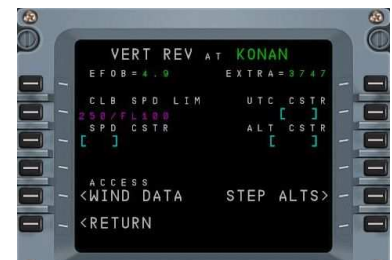 VERT REV AT KONAN
EFOB=4.9 EXTRA=3747
CLB SPD LIM UTC CSTR
250/FL100 [ ]
SPD CSTR ALT CSTR
[ ] [ ]
ACCESS
<WIND DATA STEP ALTS>
<RETURN